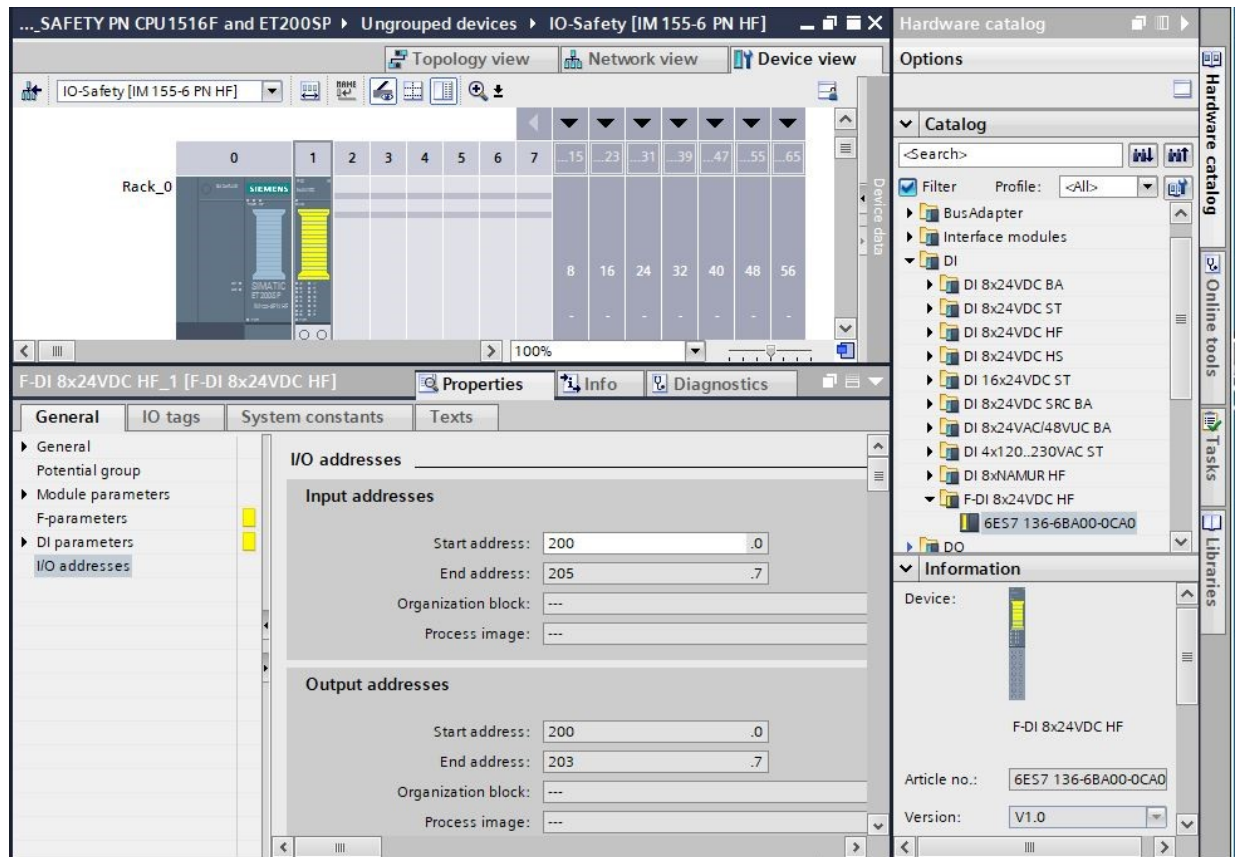 ..._SAFETY PN CPU1516F and ET200SP ▸ Ungrouped devices ▸ IO-Safety [IM 155-6 PN HF]
Topology view Network view Device view
IO-Safety [IM 155-6 PN HF]
0 1 2 3 4 5 6 7 ...15 ...23 ...31 ...39 ...47 ...55 ...65
Rack_0
SIEMENS
8 16 24 32 40 48 56
SIMATIC
ET 200SP
- - - - - - -
100%
Device data
F-DI 8x24VDC HF_1 [F-DI 8x24VDC HF]
Properties Info Diagnostics
General IO tags System constants Texts
General
Potential group
Module parameters
F-parameters
DI parameters
I/O addresses
I/O addresses
Input addresses
Start address: 200 .0
End address: 205 .7
Organization block: ---
Process image: ---
Output addresses
Start address: 200 .0
End address: 203 .7
Organization block: ---
Process image: ---
Hardware catalog
Options
Catalog
<Search>
Filter Profile: <All>
BusAdapter
Interface modules
DI
DI 8x24VDC BA
DI 8x24VDC ST
DI 8x24VDC HF
DI 8x24VDC HS
DI 16x24VDC ST
DI 8x24VDC SRC BA
DI 8x24VAC/48VUC BA
DI 4x120..230VAC ST
DI 8xNAMUR HF
F-DI 8x24VDC HF
6ES7 136-6BA00-0CA0
DO
Information
Device:
F-DI 8x24VDC HF
Article no.: 6ES7 136-6BA00-0CA0
Version: V1.0
Hardware catalog
Online tools
Tasks
Libraries